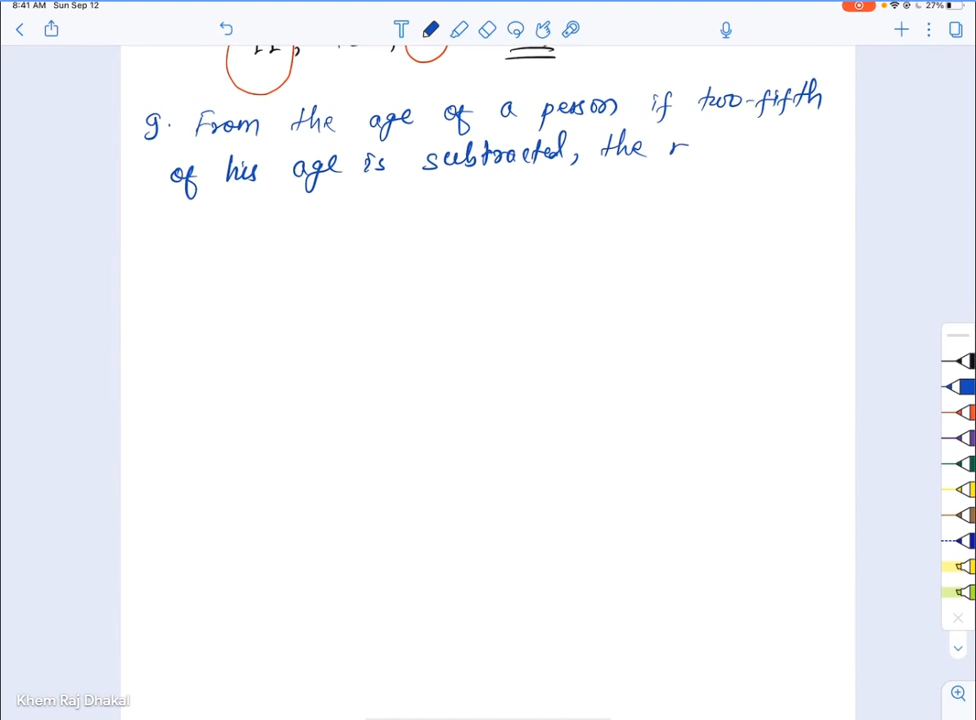 8:41 AM Sun Sep 12
27%
g. From the age of a person if two-fifth
of his age is subtracted, the r
Khem Raj Dhakal